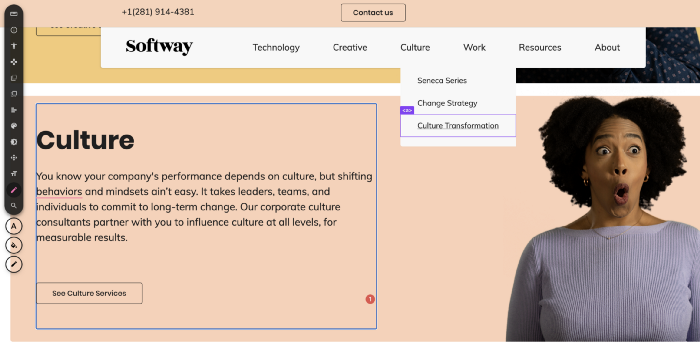 +1(281) 914-4381
Contact us
Softway
Technology
Creative
Culture
Work
Resources
About
Seneca Series
Change Strategy
<a>
Culture Transformation
Culture
You know your company's performance depends on culture, but shifting
behaviors and mindsets ain't easy. It takes leaders, teams, and
individuals to commit to long-term change. Our corporate culture
consultants partner with you to influence culture at all levels, for
measurable results.
See Culture Services
1
A